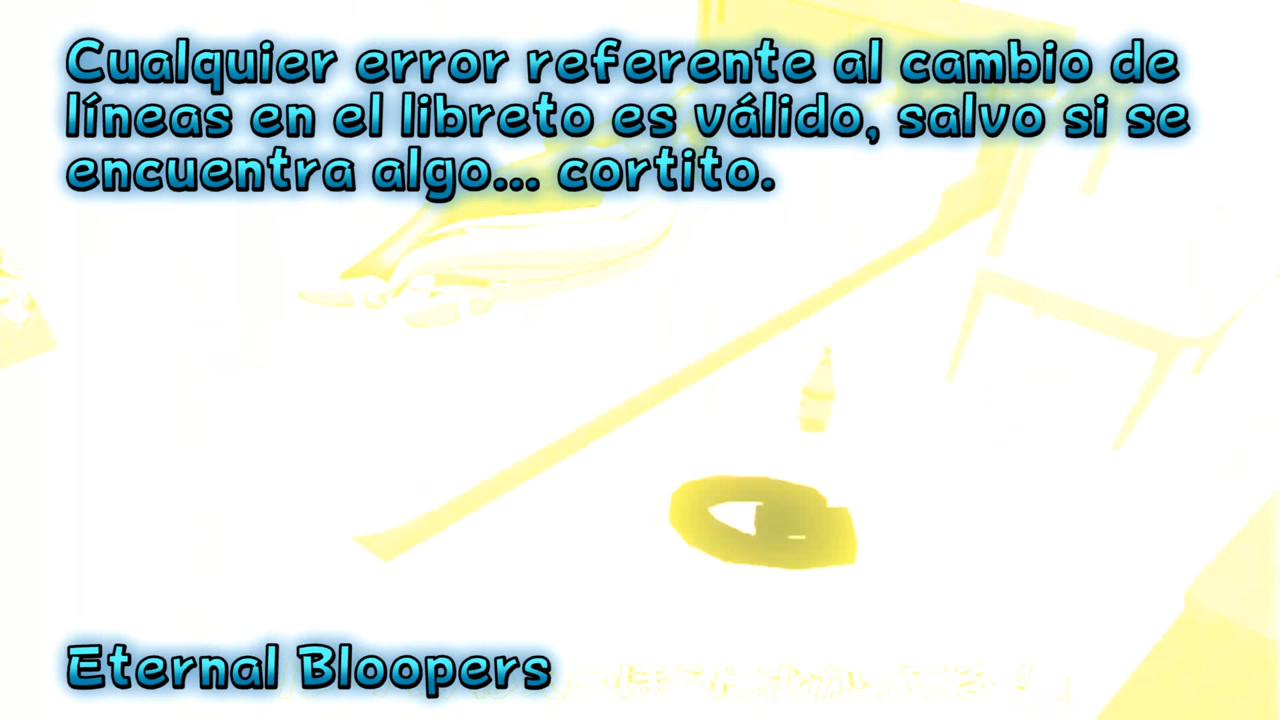 Cualquier error referente al cambio de
líneas en el libreto es válido, salvo si se
encuentra algo... cortito.
Eternal Bloopers